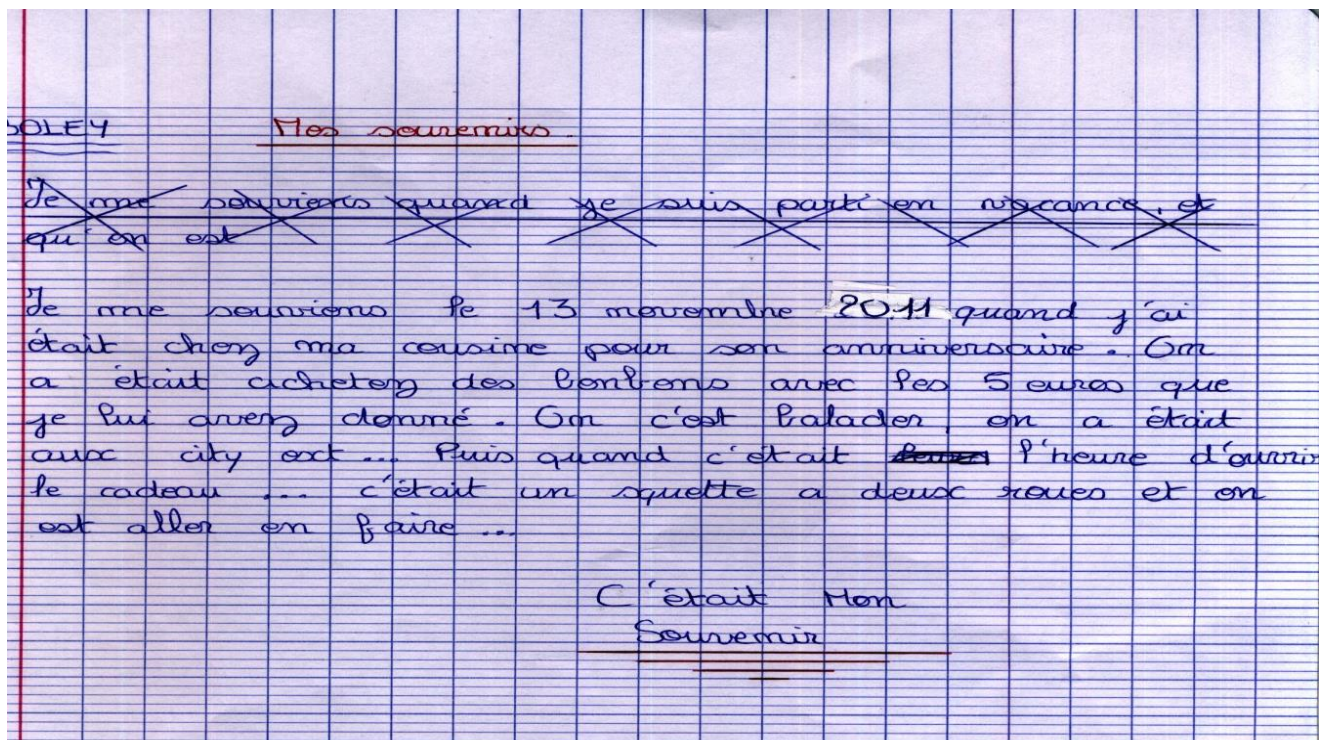 OOLEY Mes souvenirs.
Je me souviens quand je suis parti en vacance, et
qu'on est
Je me souviens le 13 novembre 2011 quand j'ai
était chez ma cousine pour son anniversaire. On
a était achetez des bonbons avec les 5 euros que
je lui avez donné. On c'est balader, on a était
aux city ect... Puis quand c'était l'heure d'ouvrir
le cadeau ... c'était un squette a deux roues et on
est aller en faire...
C'était Mon
Souvenir